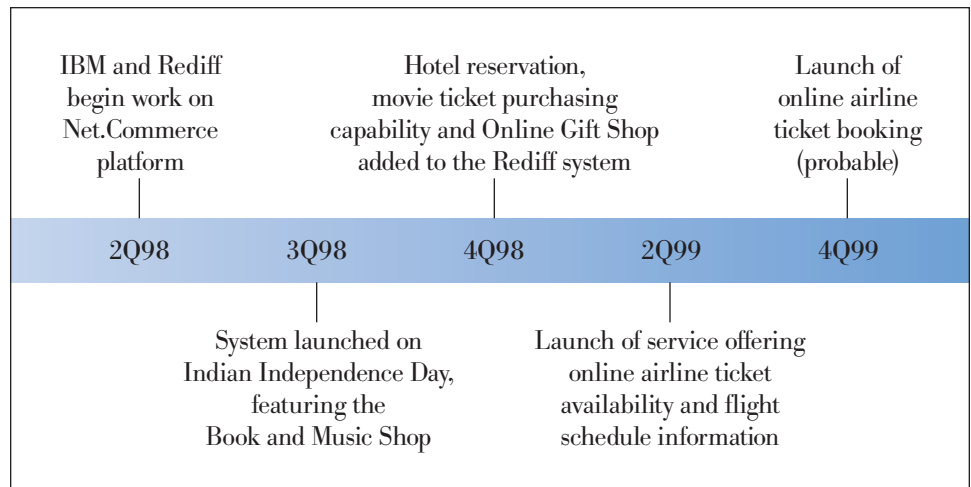 IBM and Rediff
begin work on
Net.Commerce
platform
Hotel reservation,
movie ticket purchasing
capability and Online Gift Shop
added to the Rediff system
Launch of
online airline
ticket booking
(probable)
2Q98 3Q98 4Q98 2Q99 4Q99
System launched on
Indian Independence Day,
featuring the
Book and Music Shop
Launch of service offering
online airline ticket
availability and flight
schedule information